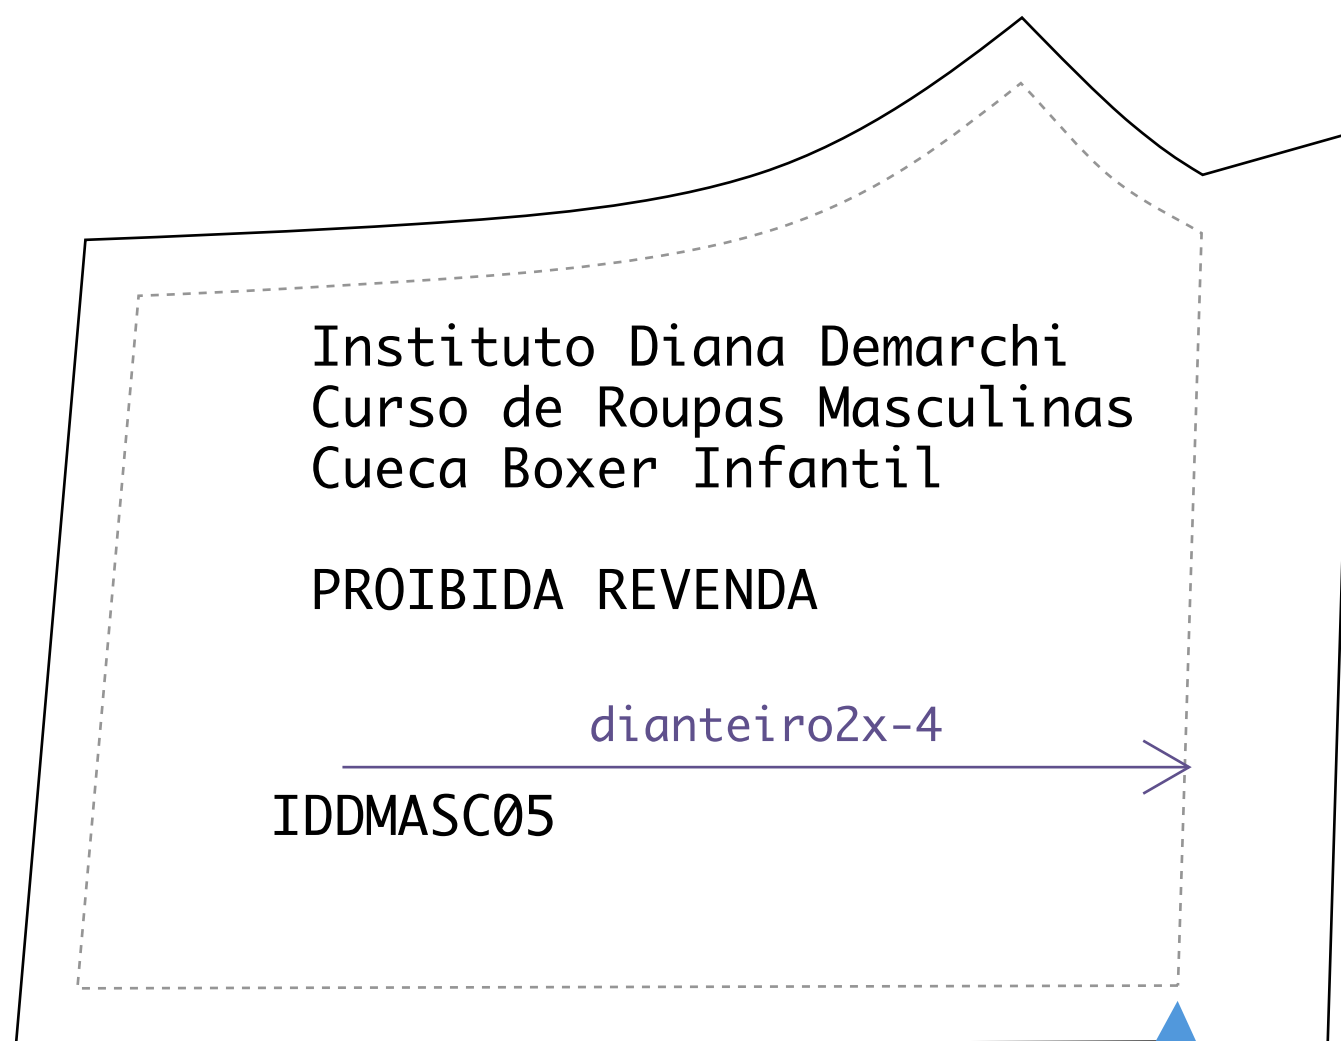 Instituto Diana Demarchi
Curso de Roupas Masculinas
Cueca Boxer Infantil
PROIBIDA REVENDA
dianteiro2x-4
IDDMASC05